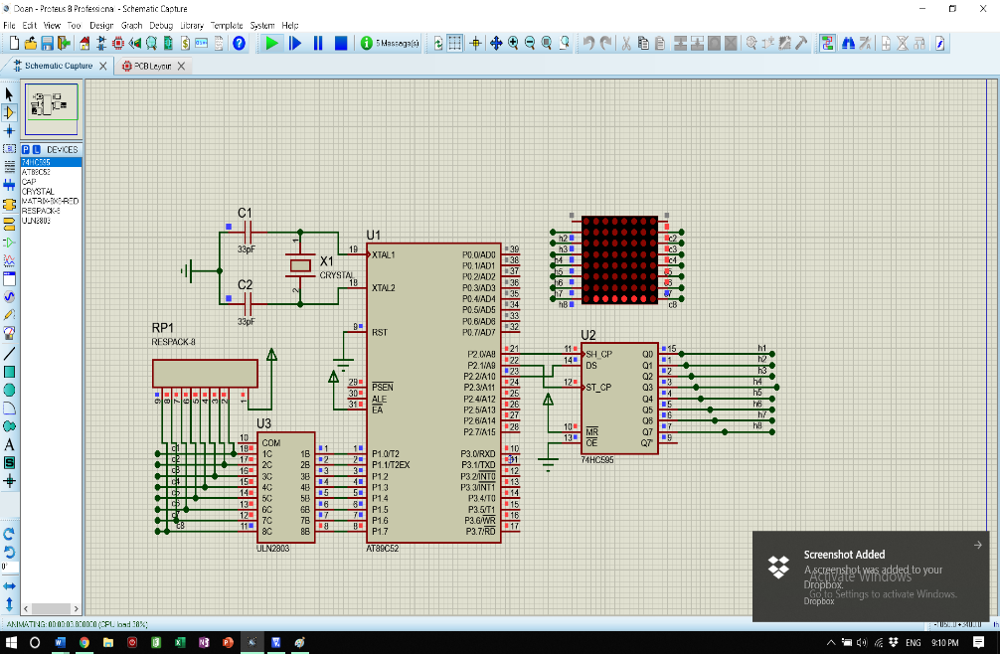 Doan - Proteus 8 Professional - Schematic Capture
File Edit View Tool Design Graph Debug Library Template System Help
5 Message(s)
Schematic Capture
PCB Layout
P L DEVICES
74HC595
AT89C52
CAP
CRYSTAL
MATRIX-8X8-RED
RESPACK-8
ULN2803
C1
33pF
C2
33pF
X1
CRYSTAL
1
2
U1
19 XTAL1
18 XTAL2
9 RST
29 PSEN
30 ALE
31 EA
1 P1.0/T2
2 P1.1/T2EX
3 P1.2
4 P1.3
5 P1.4
6 P1.5
7 P1.6
8 P1.7
P0.0/AD0 39
P0.1/AD1 38
P0.2/AD2 37
P0.3/AD3 36
P0.4/AD4 35
P0.5/AD5 34
P0.6/AD6 33
P0.7/AD7 32
P2.0/A8 21
P2.1/A9 22
P2.2/A10 23
P2.3/A11 24
P2.4/A12 25
P2.5/A13 26
P2.6/A14 27
P2.7/A15 28
P3.0/RXD 10
P3.1/TXD 11
P3.2/INT0 12
P3.3/INT1 13
P3.4/T0 14
P3.5/T1 15
P3.6/WR 16
P3.7/RD 17
AT89C52
RP1
RESPACK-8
9 8 7 6 5 4 3 2 1
U3
10 COM
18 1C 1B 1
17 2C 2B 2
16 3C 3B 3
15 4C 4B 4
14 5C 5B 5
13 6C 6B 6
12 7C 7B 7
11 8C 8B 8
ULN2803
c8
h2 c2
h3 c3
h4 c4
h5
h6
h7
h8 c8
U2
11 SH_CP
14 DS
12 ST_CP
10 MR
13 OE
Q0 15 h1
Q1 1 h2
Q2 2 h3
Q3 3 h4
Q4 4 h5
Q5 5 h6
Q6 6 h7
Q7 7 h8
Q7' 9
74HC595
Screenshot Added
A screenshot was added to your
Dropbox.
Dropbox
Activate Windows
Go to Settings to activate Windows.
ANIMATING: 00:00:03.800000 (CPU load 38%)
-1050.0 +3400.0 th
ENG 9:10 PM